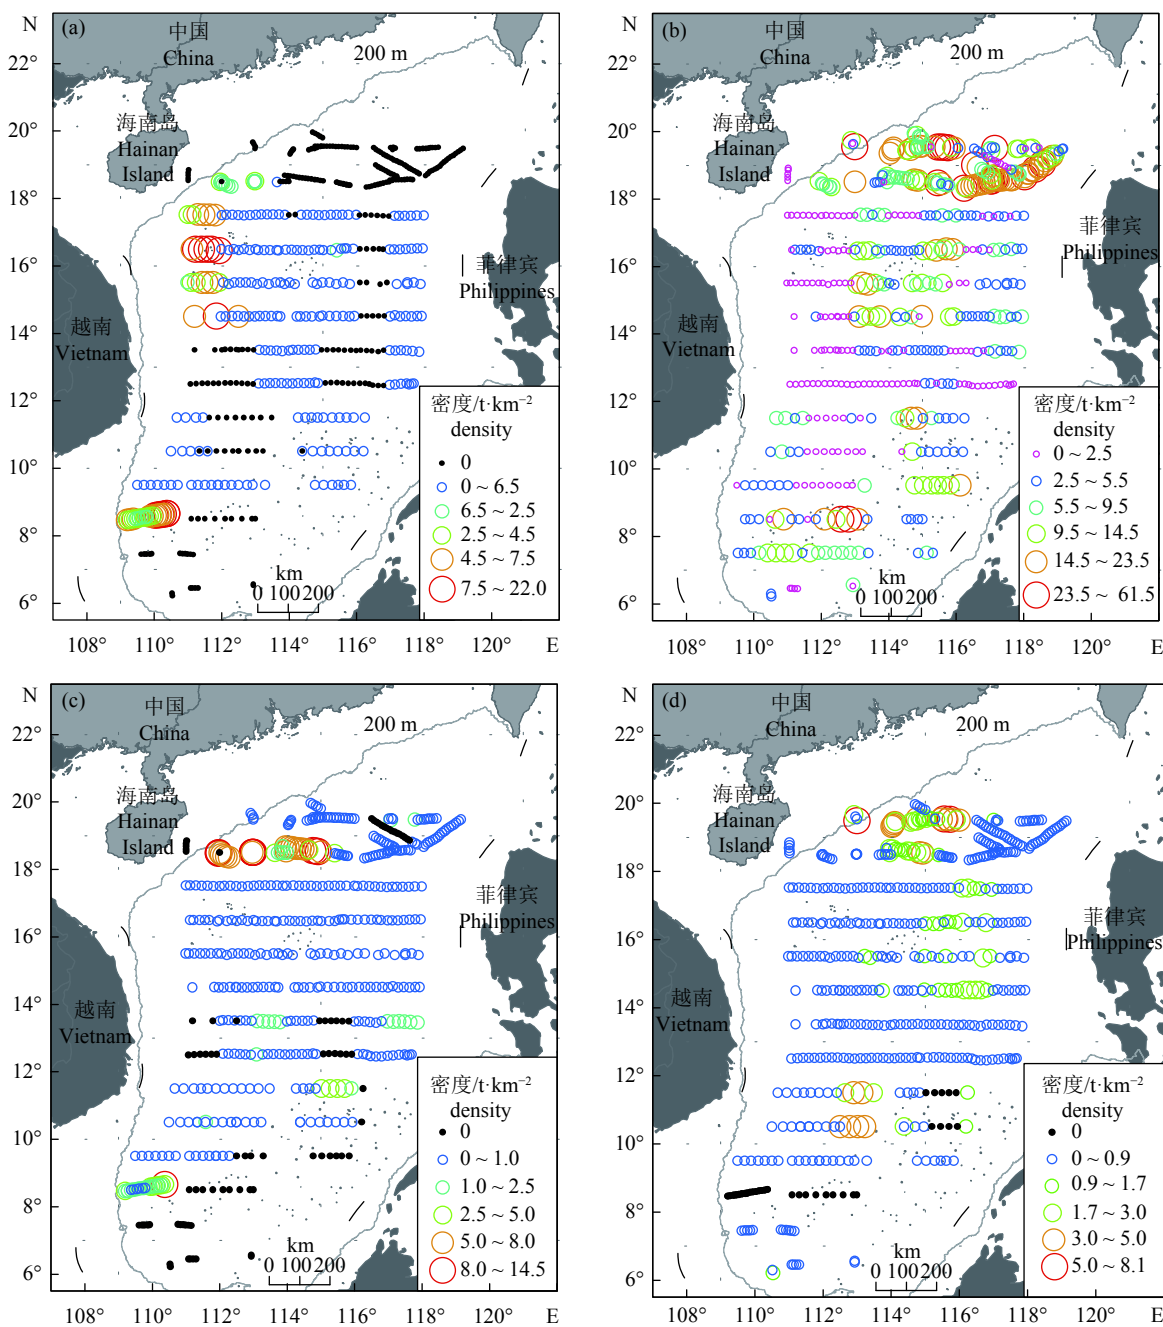 N
(a)
中国
China
200 m
22°
20°
18°
16°
14°
12°
10°
8°
6°
海南岛
Hainan
Island
菲律宾
Philippines
越南
Vietnam
密度/t·km⁻²
density
0
0 ~ 6.5
6.5 ~ 2.5
2.5 ~ 4.5
4.5 ~ 7.5
7.5 ~ 22.0
km
0 100 200
108° 110° 112° 114° 116° 118° 120° E
N
(b)
中国
China
200 m
22°
20°
18°
16°
14°
12°
10°
8°
6°
海南岛
Hainan
Island
菲律宾
Philippines
越南
Vietnam
密度/t·km⁻²
density
0 ~ 2.5
2.5 ~ 5.5
5.5 ~ 9.5
9.5 ~ 14.5
14.5 ~ 23.5
23.5 ~ 61.5
km
0 100200
108° 110° 112° 114° 116° 118° 120° E
N
(c)
中国
China
200 m
22°
20°
18°
16°
14°
12°
10°
8°
6°
海南岛
Hainan
Island
菲律宾
Philippines
越南
Vietnam
密度/t·km⁻²
density
0
0 ~ 1.0
1.0 ~ 2.5
2.5 ~ 5.0
5.0 ~ 8.0
8.0 ~ 14.5
km
0 100200
108° 110° 112° 114° 116° 118° 120° E
N
(d)
中国
China
200 m
22°
20°
18°
16°
14°
12°
10°
8°
6°
海南岛
Hainan
Island
菲律宾
Philippines
越南
Vietnam
密度/t·km⁻²
density
0
0 ~ 0.9
0.9 ~ 1.7
1.7 ~ 3.0
3.0 ~ 5.0
5.0 ~ 8.1
km
0 100 200
108° 110° 112° 114° 116° 118° 120° E